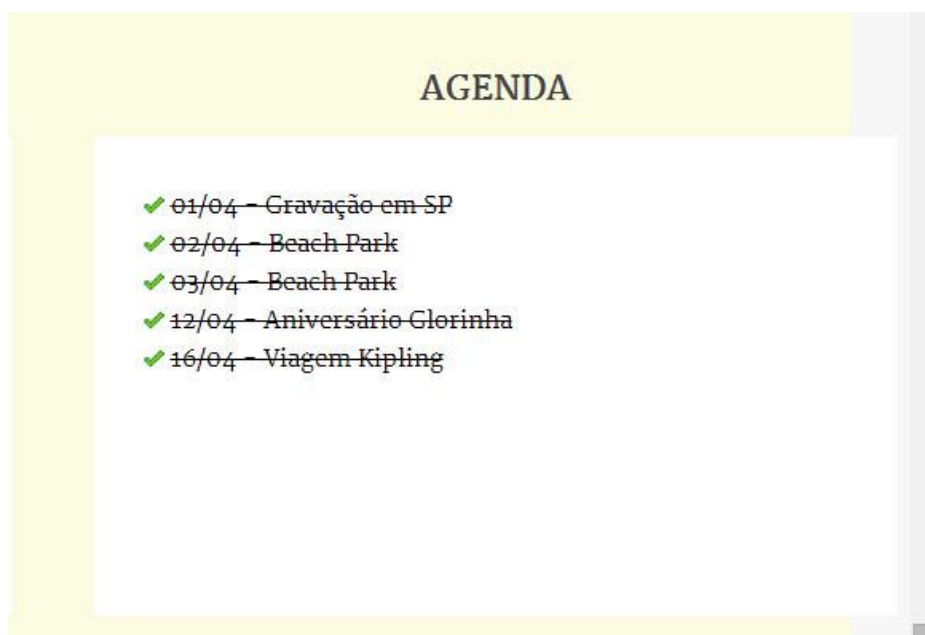 AGENDA
01/04 - Gravação em SP
02/04 - Beach Park
03/04 - Beach Park
12/04 - Aniversário Glorinha
16/04 - Viagem Kipling